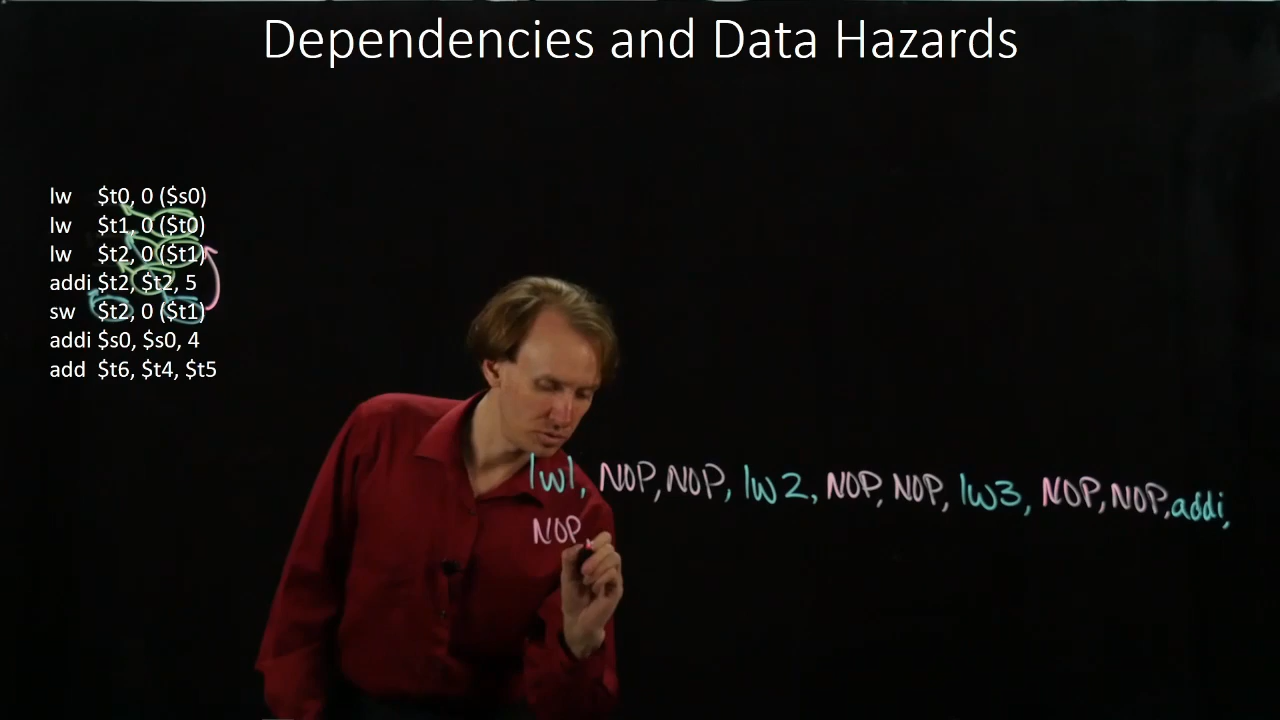 Dependencies and Data Hazards
lw $t0, 0 ($s0)
lw $t1, 0 ($t0)
lw $t2, 0 ($t1)
addi $t2, $t2, 5
sw $t2, 0 ($t1)
addi $s0, $s0, 4
add $t6, $t4, $t5
lw1, NOP, NOP, lw2, NOP, NOP, lw3, NOP, NOP, addi,
NOP,